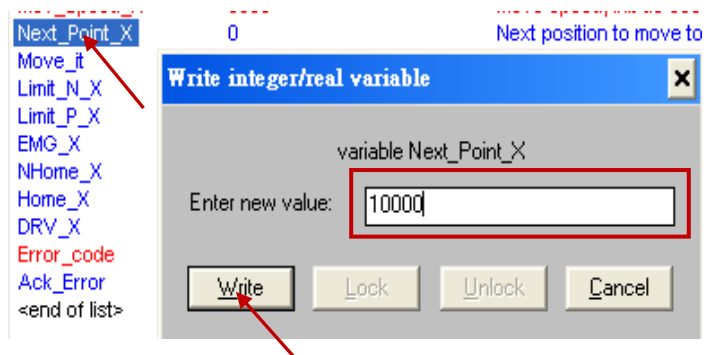 Next_Point_X 0 Next position to move to
Move_it
Write integer/real variable
Limit_N_X
Limit_P_X
EMG_X
variable Next_Point_X
NHome_X
Home_X
Enter new value: 10000
DRV_X
Error_code
Ack_Error
Write Lock Unlock Cancel
<end of list>